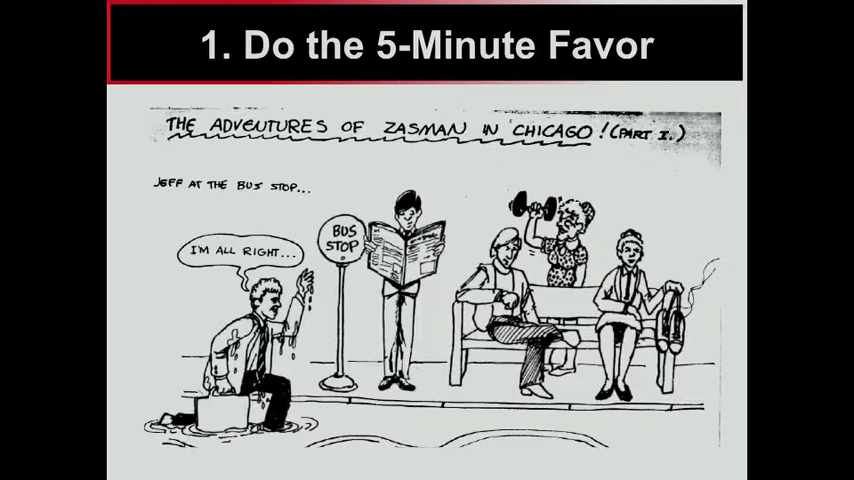 1. Do the 5-Minute Favor
THE ADVENTURES OF ZASMAN IN CHICAGO! (PART I.)
JEFF AT THE BUS STOP...
BUS
STOP
I'M ALL RIGHT...